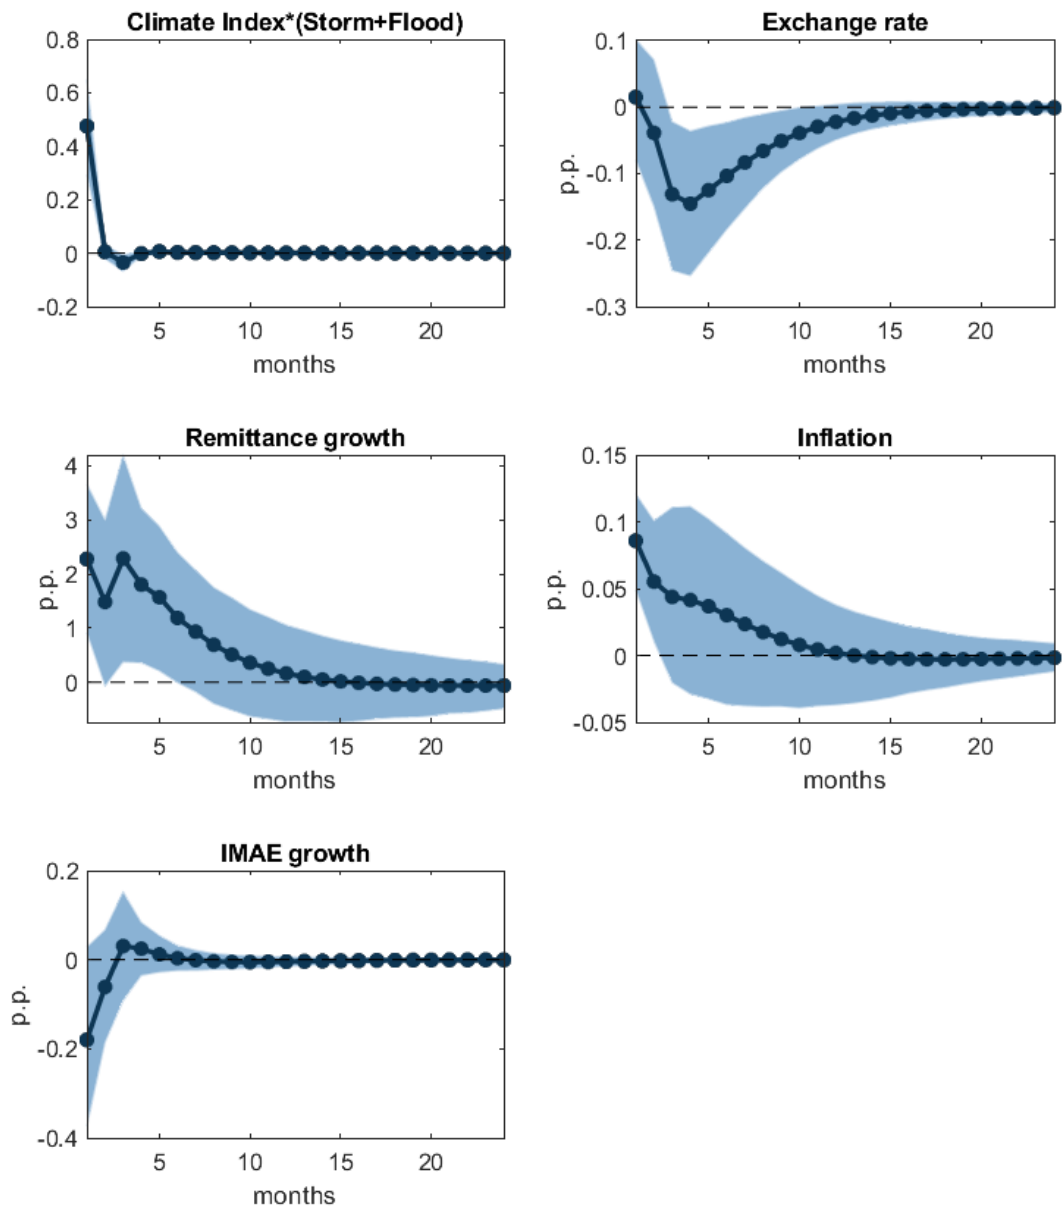 Climate Index*(Storm+Flood)
0.8
0.6
0.4
0.2
0
-0.2
5 10 15 20
months
Exchange rate
p.p.
0.1
0
-0.1
-0.2
-0.3
5 10 15 20
months
Remittance growth
p.p.
4
3
2
1
0
5 10 15 20
months
Inflation
p.p.
0.15
0.1
0.05
0
-0.05
5 10 15 20
months
IMAE growth
p.p.
0.2
0
-0.2
-0.4
5 10 15 20
months